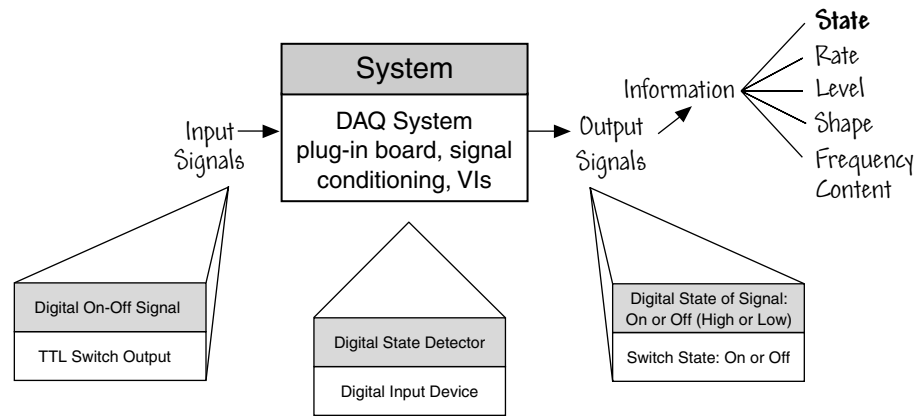 State
System
Rate
Information
Level
Input
Signals
DAQ System
plug-in board, signal
conditioning, VIs
Output
Signals
Shape
Frequency
Content
Digital On-Off Signal
TTL Switch Output
Digital State Detector
Digital Input Device
Digital State of Signal:
On or Off (High or Low)
Switch State: On or Off